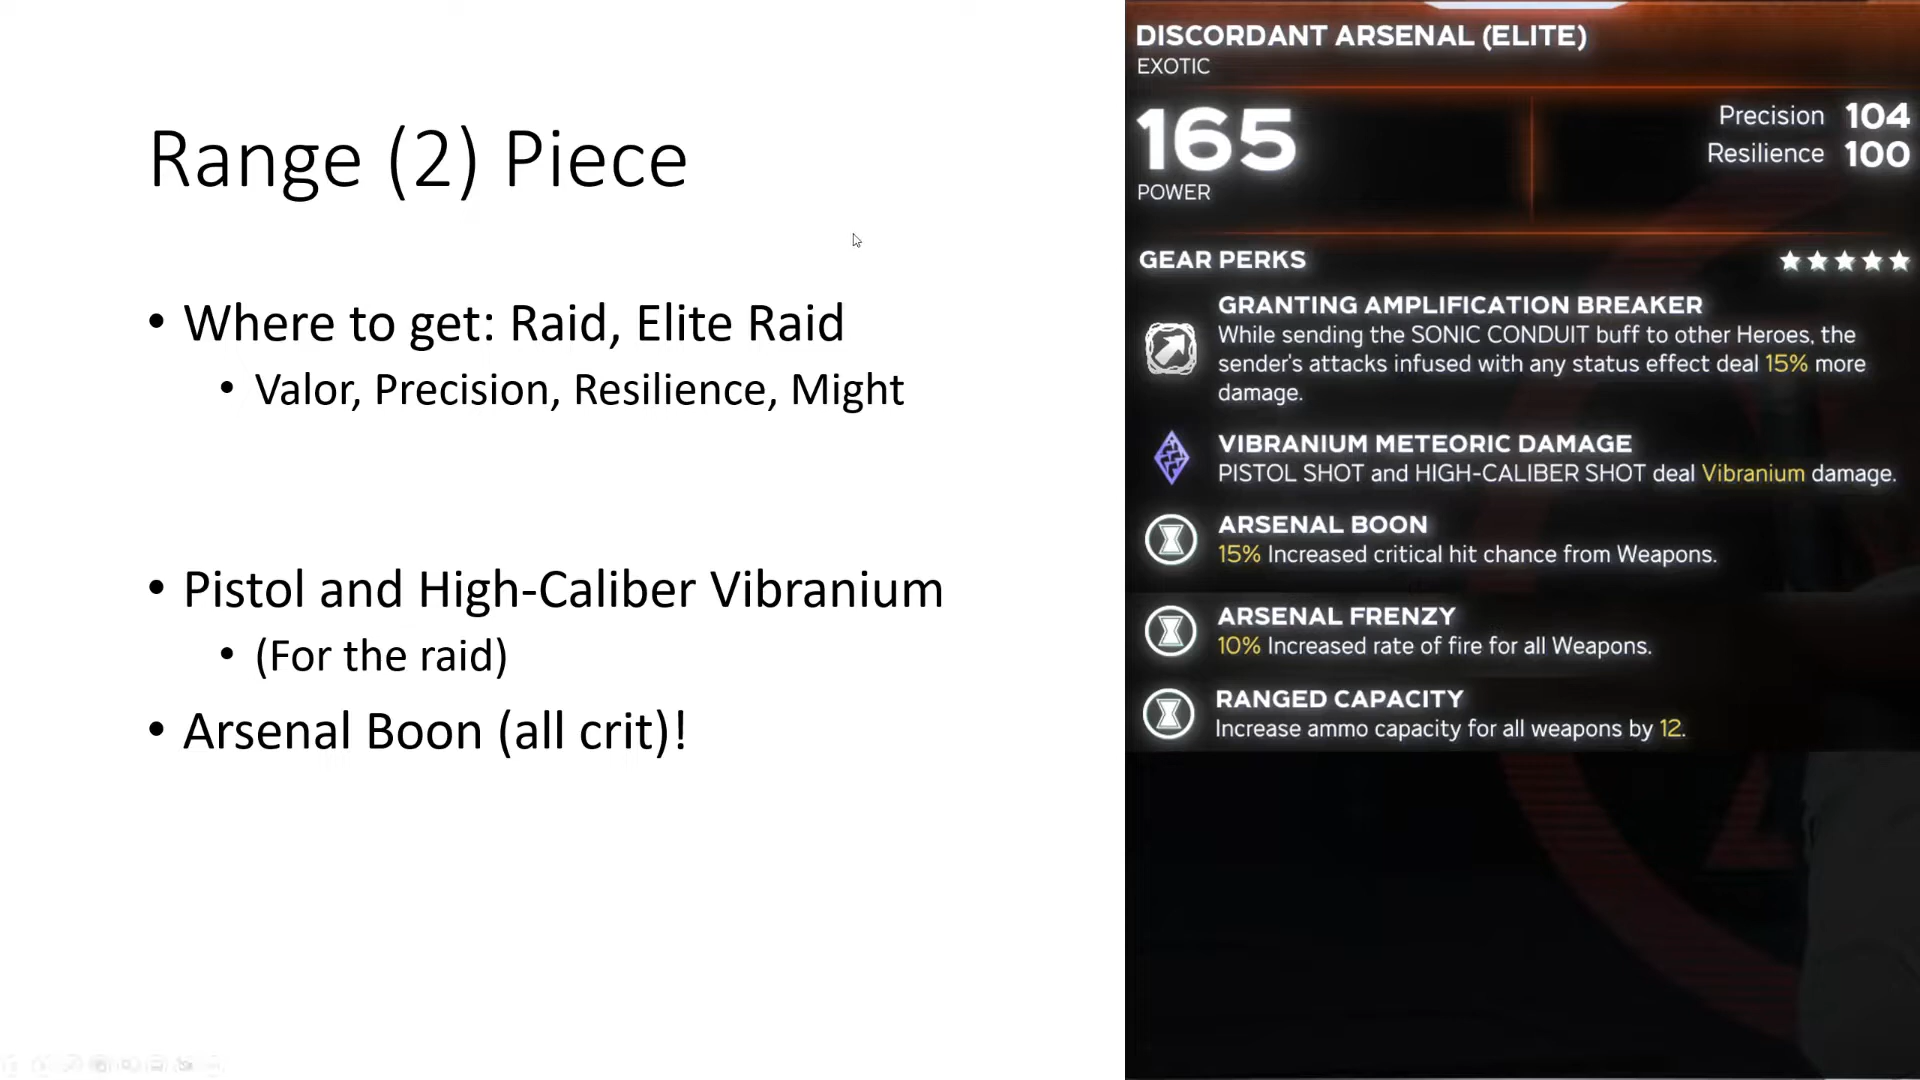 Range (2) Piece
• Where to get: Raid, Elite Raid
• Valor, Precision, Resilience, Might
• Pistol and High-Caliber Vibranium
• (For the raid)
• Arsenal Boon (all crit)!
DISCORDANT ARSENAL (ELITE)
EXOTIC
165
POWER
Precision 104
Resilience 100
GEAR PERKS
GRANTING AMPLIFICATION BREAKER
While sending the SONIC CONDUIT buff to other Heroes, the
sender's attacks infused with any status effect deal 15% more
damage.
VIBRANIUM METEORIC DAMAGE
PISTOL SHOT and HIGH-CALIBER SHOT deal Vibranium damage.
ARSENAL BOON
15% Increased critical hit chance from Weapons.
ARSENAL FRENZY
10% Increased rate of fire for all Weapons.
RANGED CAPACITY
Increase ammo capacity for all weapons by 12.